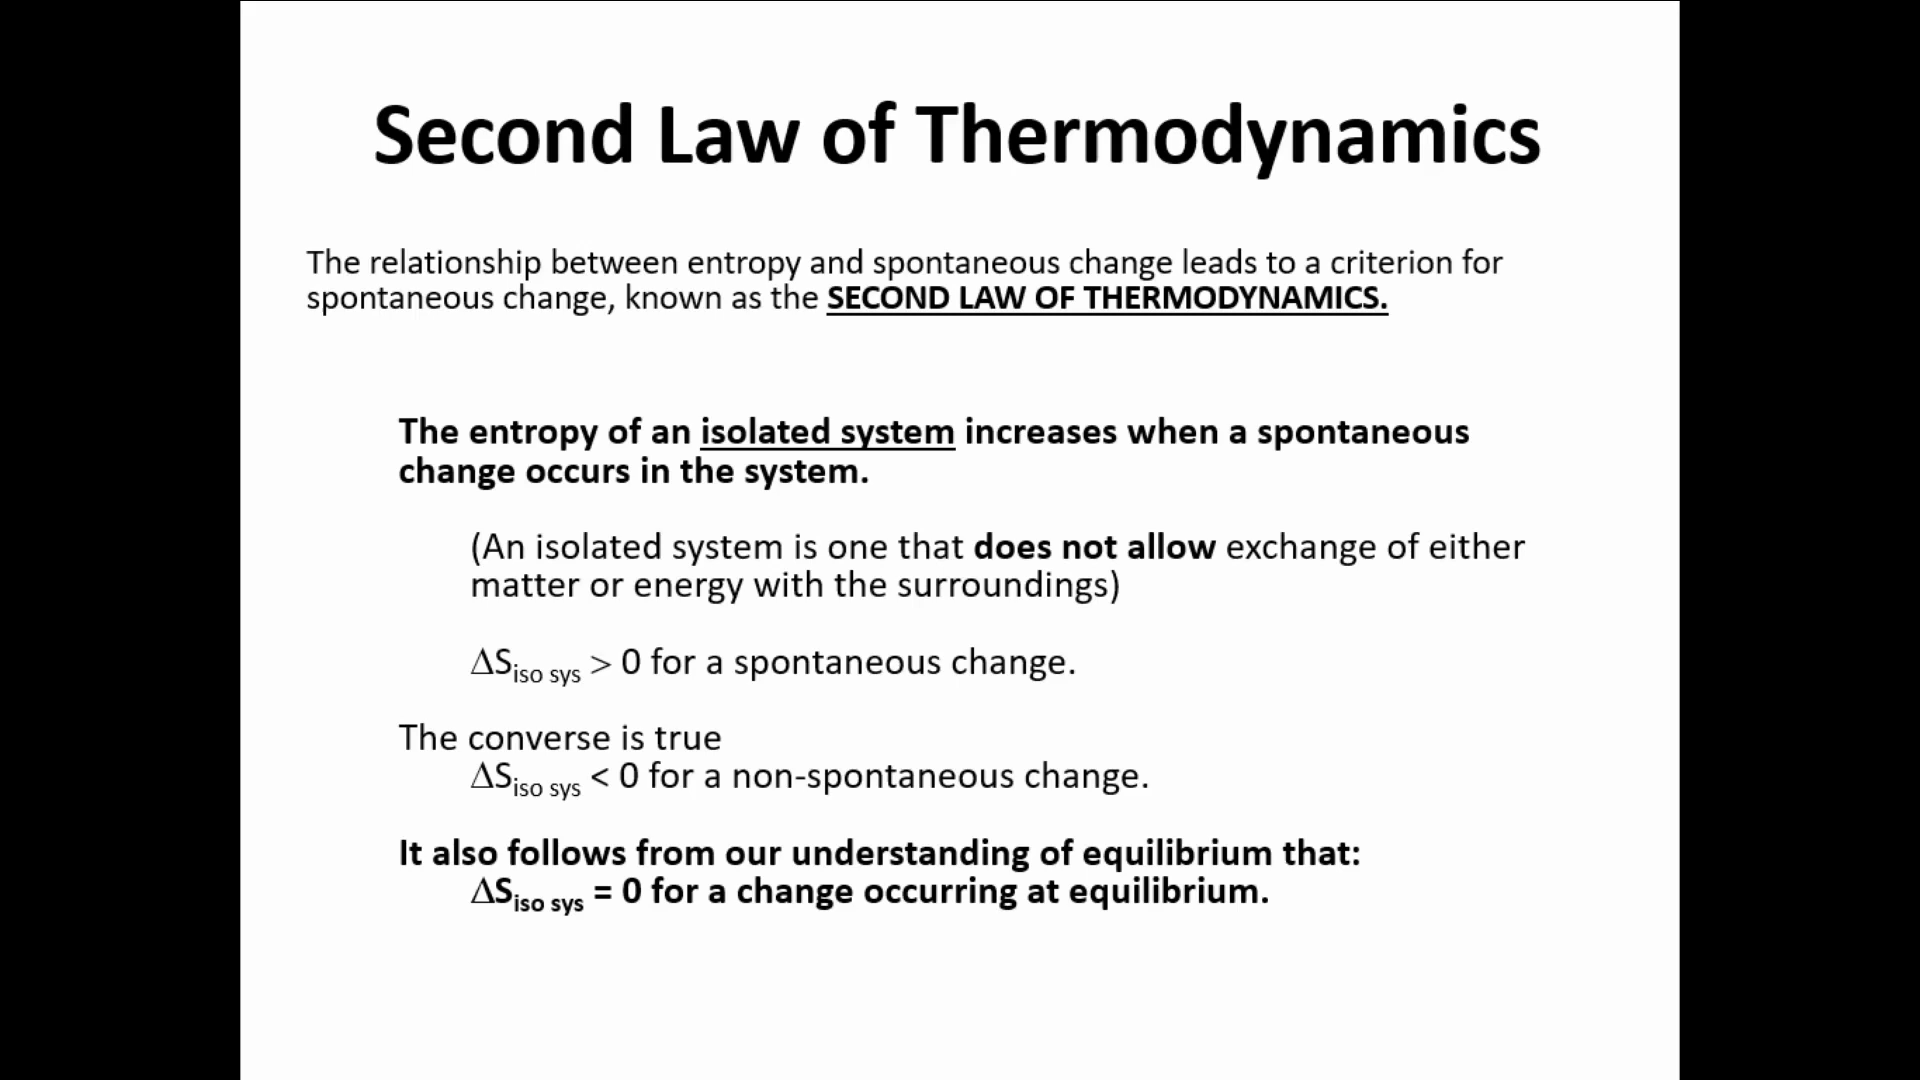 Second Law of Thermodynamics
The relationship between entropy and spontaneous change leads to a criterion for
spontaneous change, known as the SECOND LAW OF THERMODYNAMICS.
The entropy of an isolated system increases when a spontaneous
change occurs in the system.
(An isolated system is one that does not allow exchange of either
matter or energy with the surroundings)
ΔSiso sys > 0 for a spontaneous change.
The converse is true
ΔSiso sys < 0 for a non-spontaneous change.
It also follows from our understanding of equilibrium that:
ΔSiso sys = 0 for a change occurring at equilibrium.